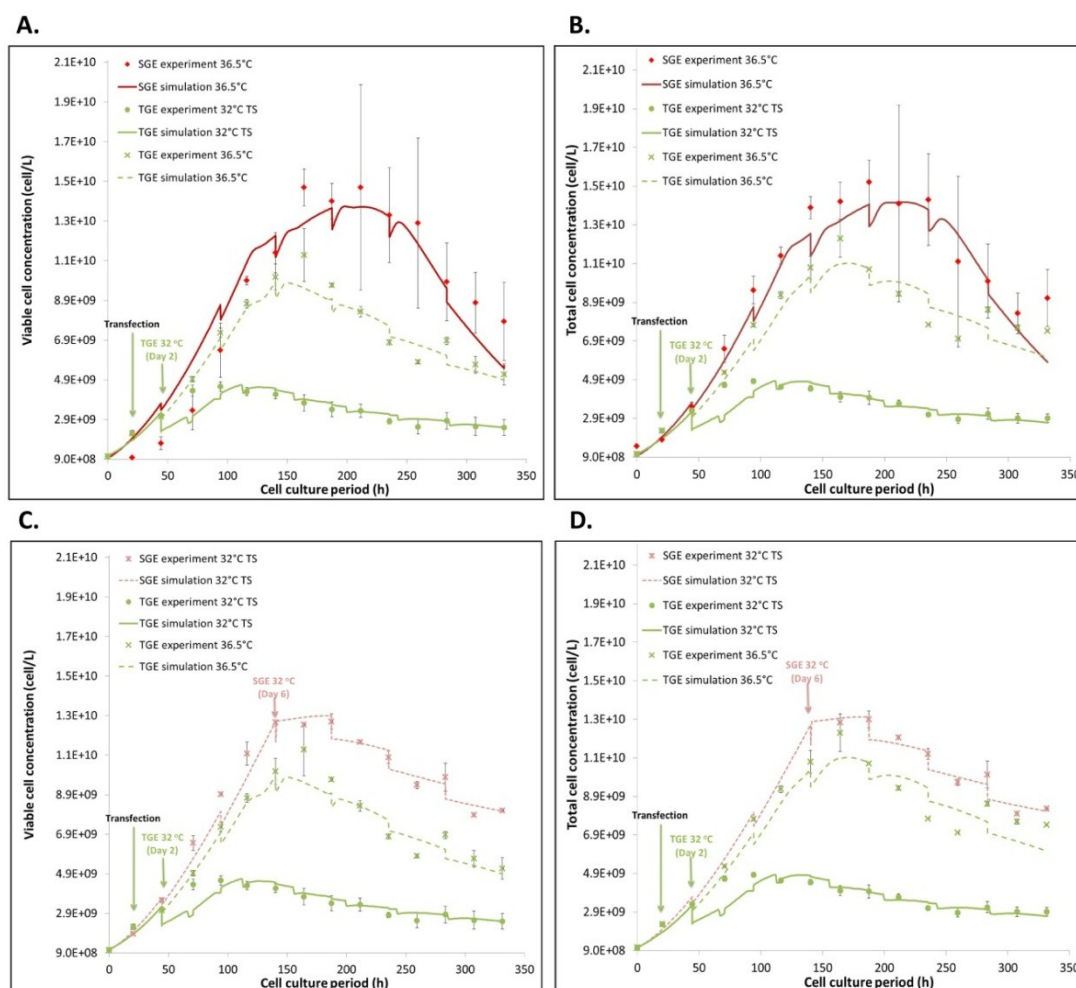 A.
Viable cell concentration (cell/L)
2.1E+10
1.9E+10
1.7E+10
1.5E+10
1.3E+10
1.1E+10
8.9E+09
6.9E+09
4.9E+09
2.9E+09
9.0E+08
SGE experiment 36.5°C
SGE simulation 36.5°C
TGE experiment 32°C TS
TGE simulation 32°C TS
TGE experiment 36.5°C
TGE simulation 36.5°C
Transfection
TGE 32 °C
(Day 2)
0 50 100 150 200 250 300 350
Cell culture period (h)
B.
Total cell concentration (cell/L)
2.1E+10
1.9E+10
1.7E+10
1.5E+10
1.3E+10
1.1E+10
8.9E+09
6.9E+09
4.9E+09
2.9E+09
9.0E+08
SGE experiment 36.5°C
SGE simulation 36.5°C
TGE experiment 32°C TS
TGE simulation 32°C TS
TGE experiment 36.5°C
TGE simulation 36.5°C
Transfection
TGE 32 °C
(Day 2)
0 50 100 150 200 250 300 350
Cell culture period (h)
C.
Viable cell concentration (cell/L)
2.1E+10
1.9E+10
1.7E+10
1.5E+10
1.3E+10
1.1E+10
8.9E+09
6.9E+09
4.9E+09
2.9E+09
9.0E+08
SGE experiment 32°C TS
SGE simulation 32°C TS
TGE experiment 32°C TS
TGE simulation 32°C TS
TGE experiment 36.5°C
TGE simulation 36.5°C
SGE 32 °C
(Day 6)
Transfection
TGE 32 °C
(Day 2)
0 50 100 150 200 250 300 350
Cell culture period (h)
D.
Total cell concentration (cell/L)
2.1E+10
1.9E+10
1.7E+10
1.5E+10
1.3E+10
1.1E+10
8.9E+09
6.9E+09
4.9E+09
2.9E+09
9.0E+08
SGE experiment 32°C TS
SGE simulation 32°C TS
TGE experiment 32°C TS
TGE simulation 32°C TS
TGE experiment 36.5°C
TGE simulation 36.5°C
SGE 32 °C
(Day 6)
Transfection
TGE 32 °C
(Day 2)
0 50 100 150 200 250 300 350
Cell culture period (h)